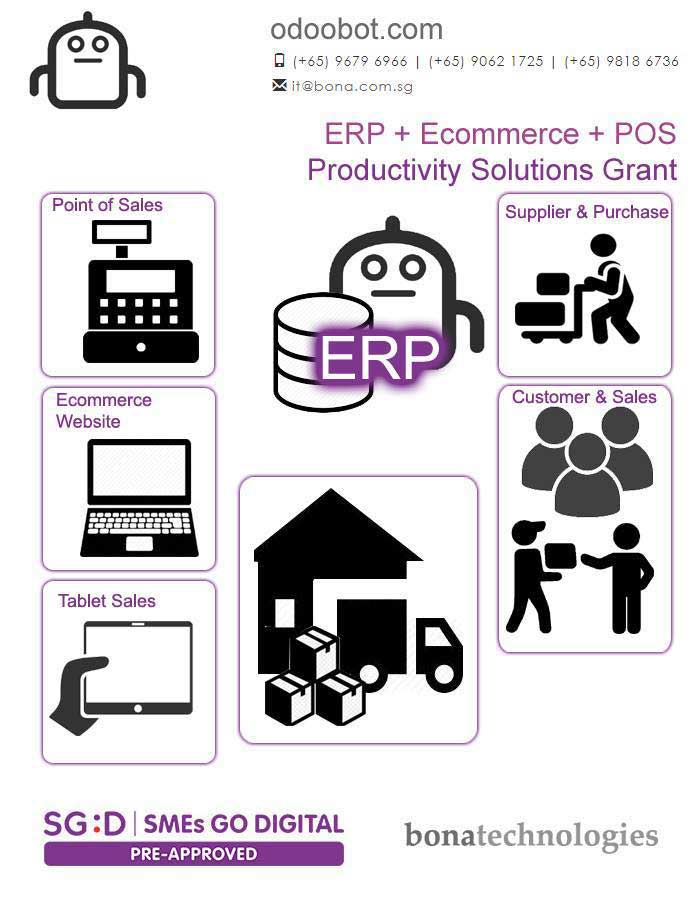 odoobot.com
(+65) 9679 6966 | (+65) 9062 1725 | (+65) 9818 6736
it@bona.com.sg
ERP + Ecommerce + POS
Productivity Solutions Grant
Point of Sales
Supplier & Purchase
ERP
Ecommerce
Website
Customer & Sales
Tablet Sales
SG:D | SMEs GO DIGITAL
PRE-APPROVED
bonatechnologies